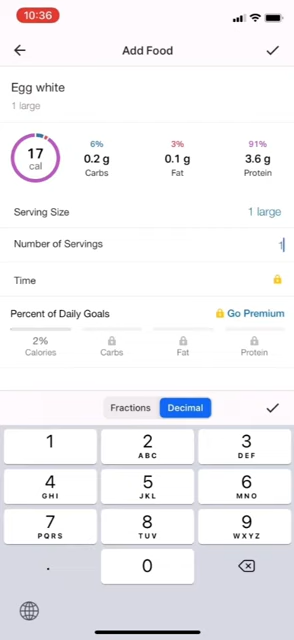 10:36
Add Food
Egg white
1 large
17
cal
6%
0.2 g
Carbs
3%
0.1 g
Fat
91%
3.6 g
Protein
Serving Size 1 large
Number of Servings 1
Time
Percent of Daily Goals Go Premium
2%
Calories Carbs Fat Protein
Fractions Decimal
1 2 3
ABC DEF
4 5 6
GHI JKL MNO
7 8 9
PQRS TUV WXYZ
. 0